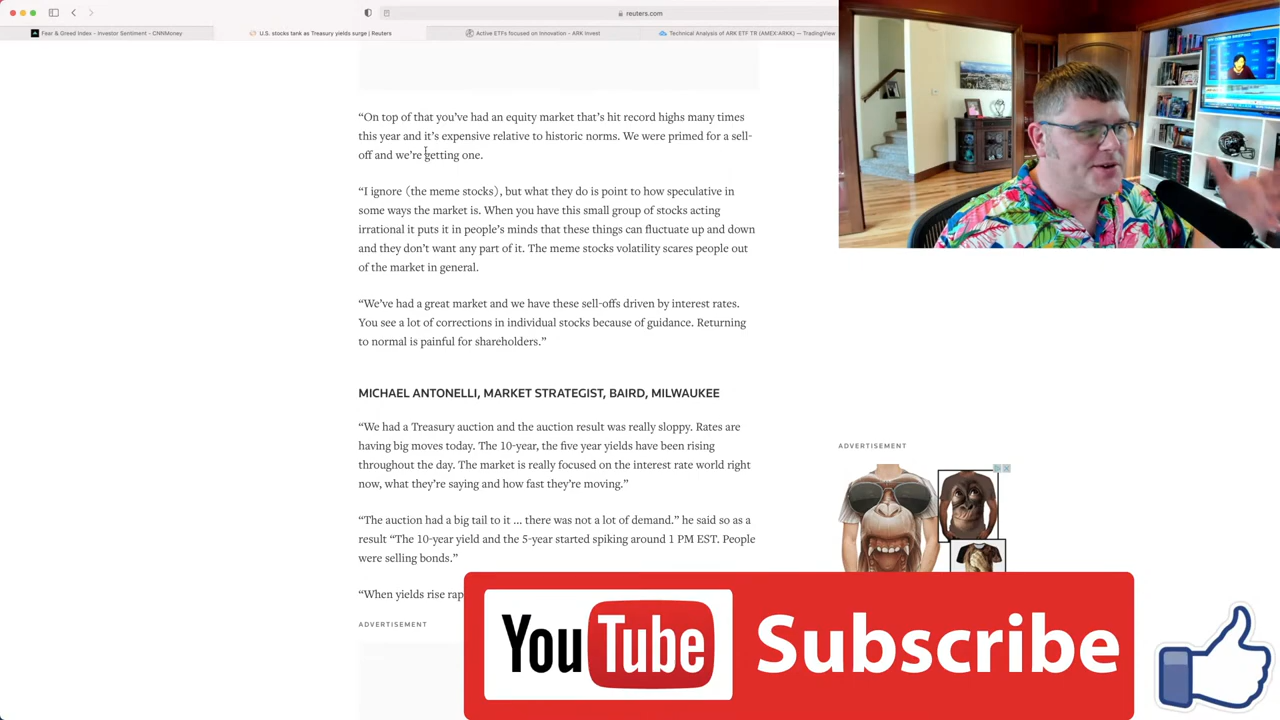 reuters.com
Fear & Greed Index - Investor Sentiment - CNNMoney
U.S. stocks tank as Treasury yields surge | Reuters
Active ETFs focused on Innovation - ARK Invest
Technical Analysis of ARK ETF TR (AMEX:ARKK) — TradingView
“On top of that you’ve had an equity market that’s hit record highs many times
this year and it’s expensive relative to historic norms. We were primed for a sell-
off and we’re getting one.
“I ignore (the meme stocks), but what they do is point to how speculative in
some ways the market is. When you have this small group of stocks acting
irrational it puts it in people’s minds that these things can fluctuate up and down
and they don’t want any part of it. The meme stocks volatility scares people out
of the market in general.
“We’ve had a great market and we have these sell-offs driven by interest rates.
You see a lot of corrections in individual stocks because of guidance. Returning
to normal is painful for shareholders.”
MICHAEL ANTONELLI, MARKET STRATEGIST, BAIRD, MILWAUKEE
“We had a Treasury auction and the auction result was really sloppy. Rates are
having big moves today. The 10-year, the five year yields have been rising
throughout the day. The market is really focused on the interest rate world right
now, what they’re saying and how fast they’re moving.”
“The auction had a big tail to it ... there was not a lot of demand.” he said so as a
result “The 10-year yield and the 5-year started spiking around 1 PM EST. People
were selling bonds.”
“When yields rise rap
ADVERTISEMENT
ADVERTISEMENT
YouTube Subscribe